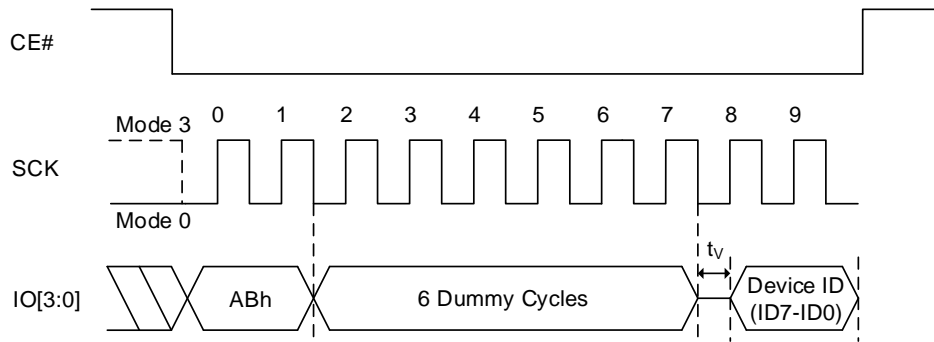 CE#
0 1 2 3 4 5 6 7 8 9
Mode 3
SCK
Mode 0
tV
IO[3:0]
ABh
6 Dummy Cycles
Device ID
(ID7-ID0)